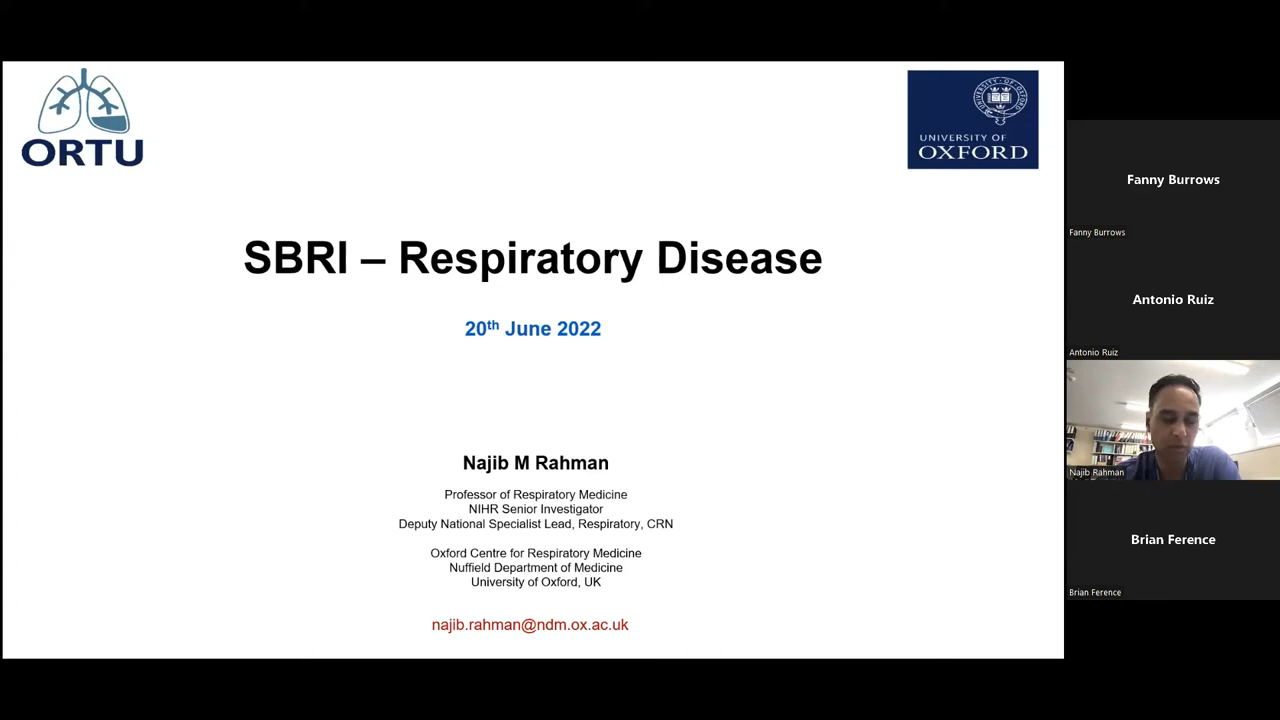 ORTU
UNIVERSITY OF
OXFORD
SBRI – Respiratory Disease
20th June 2022
Najib M Rahman
Professor of Respiratory Medicine
NIHR Senior Investigator
Deputy National Specialist Lead, Respiratory, CRN
Oxford Centre for Respiratory Medicine
Nuffield Department of Medicine
University of Oxford, UK
najib.rahman@ndm.ox.ac.uk
Fanny Burrows
Fanny Burrows
Antonio Ruiz
Antonio Ruiz
Najib Rahman
Brian Ference
Brian Ference